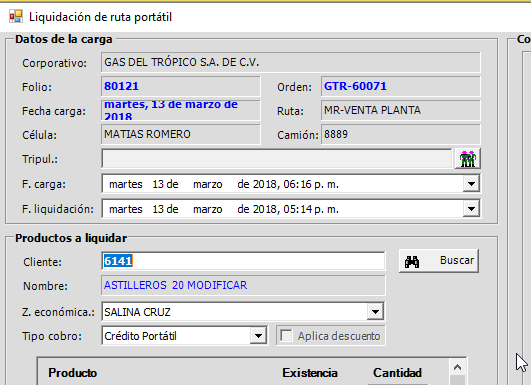 Liquidación de ruta portátil
Datos de la carga
Co
Corporativo: GAS DEL TRÓPICO S.A. DE C.V.
Folio: 80121 Orden: GTR-60071
Fecha carga: martes, 13 de marzo de 2018 Ruta: MR-VENTA PLANTA
Célula: MATIAS ROMERO Camión: 8889
Tripul.:
F. carga: martes 13 de marzo de 2018, 06:16 p. m.
F. liquidación: martes 13 de marzo de 2018, 05:14 p. m.
Productos a liquidar
Cliente: 6141 Buscar
Nombre: ASTILLEROS 20 MODIFICAR
Z. económica.: SALINA CRUZ
Tipo cobro: Crédito Portátil Aplica descuento
Producto Existencia Cantidad